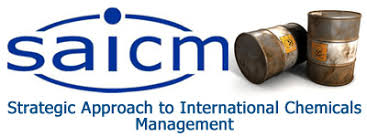 saicm
Strategic Approach to International Chemicals
Management